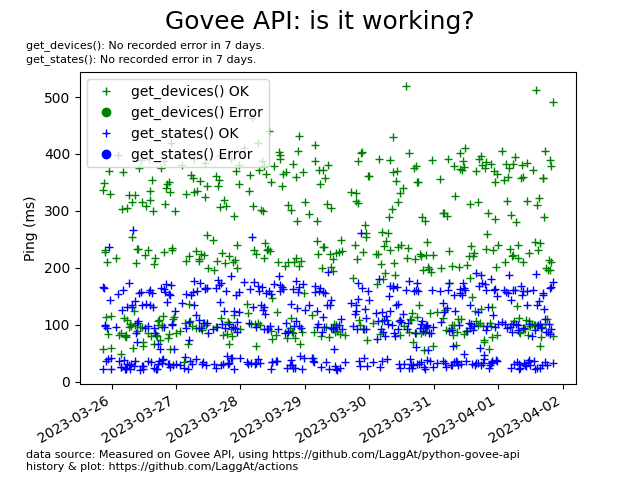 Govee API: is it working?
get_devices(): No recorded error in 7 days.
get_states(): No recorded error in 7 days.
get_devices() OK
get_devices() Error
get_states() OK
get_states() Error
Ping (ms)
500
400
300
200
100
0
2023-03-26
2023-03-27
2023-03-28
2023-03-29
2023-03-30
2023-03-31
2023-04-01
2023-04-02
data source: Measured on Govee API, using https://github.com/LaggAt/python-govee-api
history & plot: https://github.com/LaggAt/actions